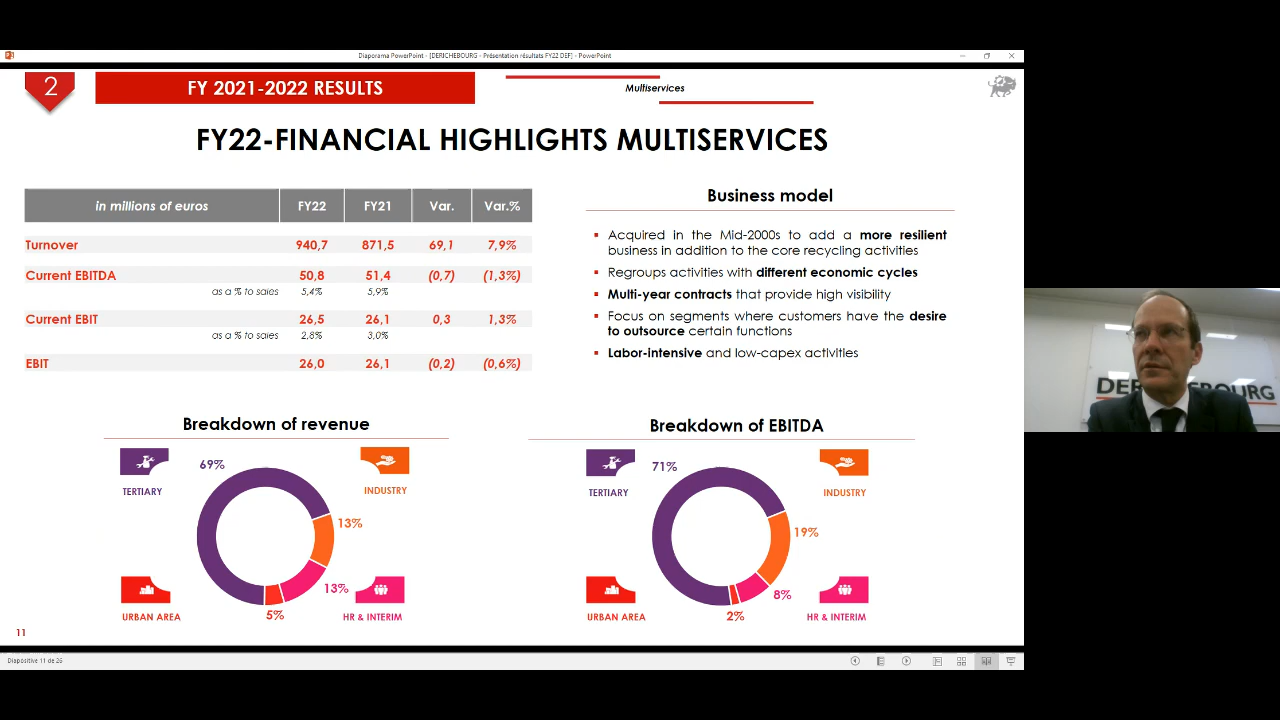 Diaporama PowerPoint - [DERICHEBOURG - Présentation résultats FY22 DEF] - PowerPoint
2
FY 2021-2022 RESULTS
Multiservices
FY22-FINANCIAL HIGHLIGHTS MULTISERVICES
in millions of euros FY22 FY21 Var. Var.%
Turnover 940,7 871,5 69,1 7,9%
Current EBITDA 50,8 51,4 (0,7) (1,3%)
as a % to sales 5,4% 5,9%
Current EBIT 26,5 26,1 0,3 1,3%
as a % to sales 2,8% 3,0%
EBIT 26,0 26,1 (0,2) (0,6%)
Business model
Acquired in the Mid-2000s to add a more resilient
business in addition to the core recycling activities
Regroups activities with different economic cycles
Multi-year contracts that provide high visibility
Focus on segments where customers have the desire
to outsource certain functions
Labor-intensive and low-capex activities
DERICHEBOURG
Breakdown of revenue
69%
TERTIARY
INDUSTRY
13%
13%
5%
URBAN AREA
HR & INTERIM
Breakdown of EBITDA
71%
TERTIARY
INDUSTRY
19%
8%
2%
URBAN AREA
HR & INTERIM
11
Diapositive 11 de 26